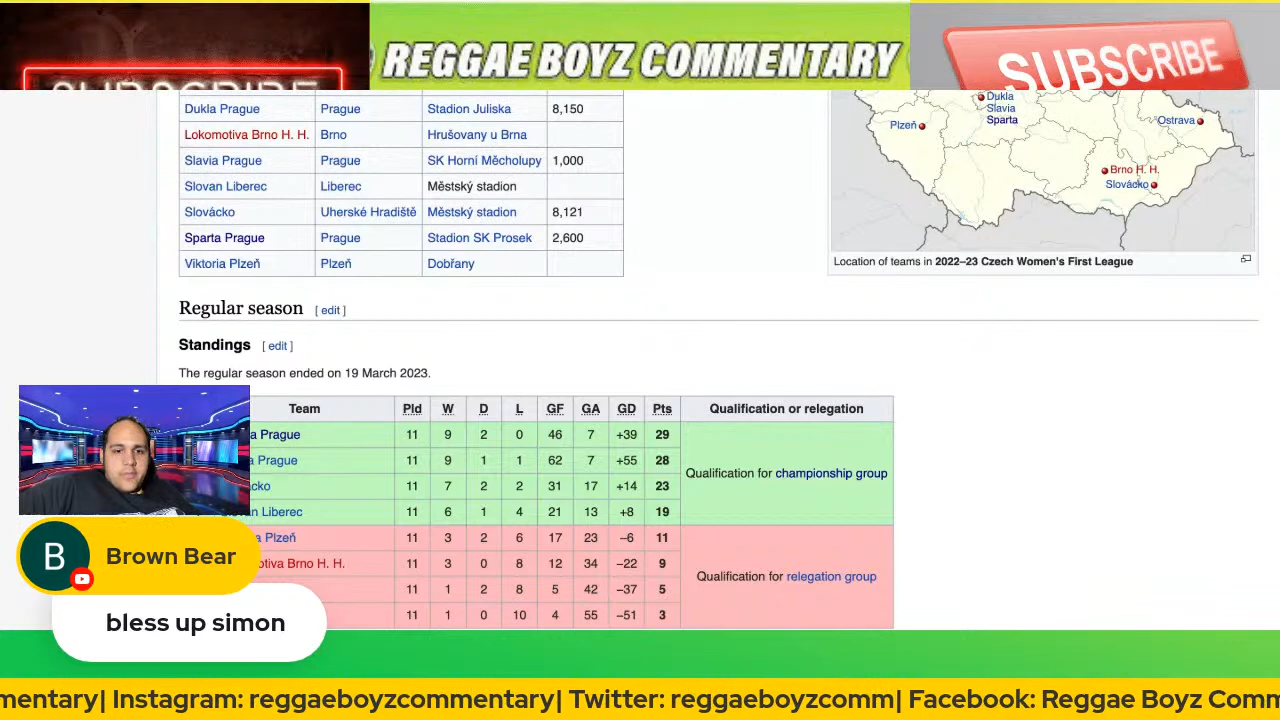 REGGAE BOYZ COMMENTARY
SUBSCRIBE
SUBSCRIBE
Dukla Prague Prague Stadion Juliska 8,150
Lokomotiva Brno H. H. Brno Hrušovany u Brna
Slavia Prague Prague SK Horní Měcholupy 1,000
Slovan Liberec Liberec Městský stadion
Slovácko Uherské Hradiště Městský stadion 8,121
Sparta Prague Prague Stadion SK Prosek 2,600
Viktoria Plzeň Plzeň Dobřany
Dukla
Slavia
Sparta
Plzeň
Ostrava
Brno H. H.
Slovácko
Location of teams in 2022–23 Czech Women's First League
Regular season [ edit ]
Standings [ edit ]
The regular season ended on 19 March 2023.
Team Pld W D L GF GA GD Pts Qualification or relegation
a Prague 11 9 2 0 46 7 +39 29
a Prague 11 9 1 1 62 7 +55 28
Qualification for championship group
cko 11 7 2 2 31 17 +14 23
n Liberec 11 6 1 4 21 13 +8 19
a Plzeň 11 3 2 6 17 23 –6 11
otiva Brno H. H. 11 3 0 8 12 34 –22 9
Qualification for relegation group
11 1 2 8 5 42 –37 5
11 1 0 10 4 55 –51 3
B
Brown Bear
bless up simon
mentary| Instagram: reggaeboyzcommentary| Twitter: reggaeboyzcomm| Facebook: Reggae Boyz Comm